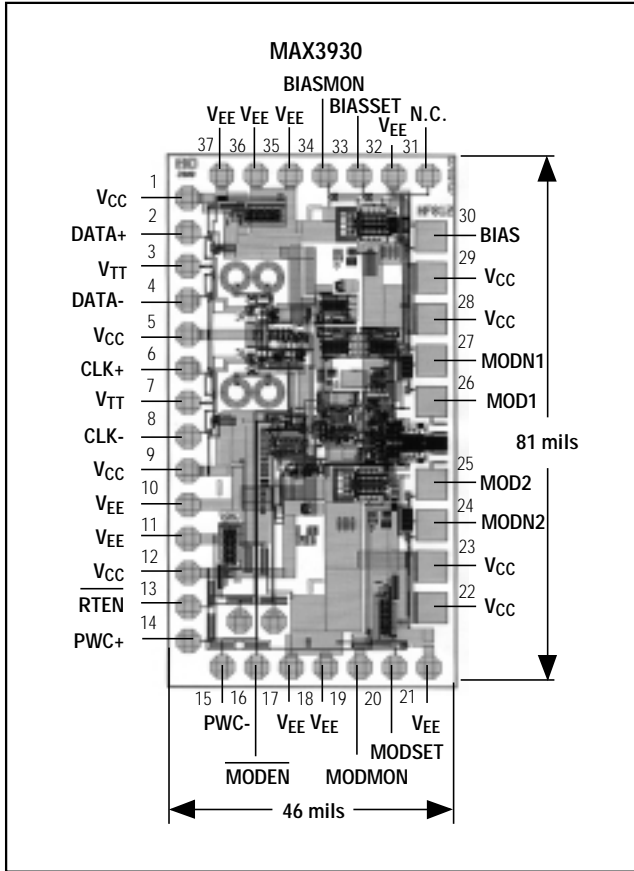 MAX3930
BIASMON
BIASSET
VEE VEE VEE VEE N.C.
37 36 35 34 33 32 31
1 VCC
2 DATA+
3 VTT
4 DATA-
5 VCC
6 CLK+
7 VTT
8 CLK-
9 VCC
10 VEE
11 VEE
12 VCC
13 RTEN
14 PWC+
30 BIAS
29 VCC
28 VCC
27 MODN1
26 MOD1
81 mils
25 MOD2
24 MODN2
23 VCC
22 VCC
15 16 17 18 19 20 21
PWC- VEE VEE VEE
MODSET
MODEN MODMON
46 mils